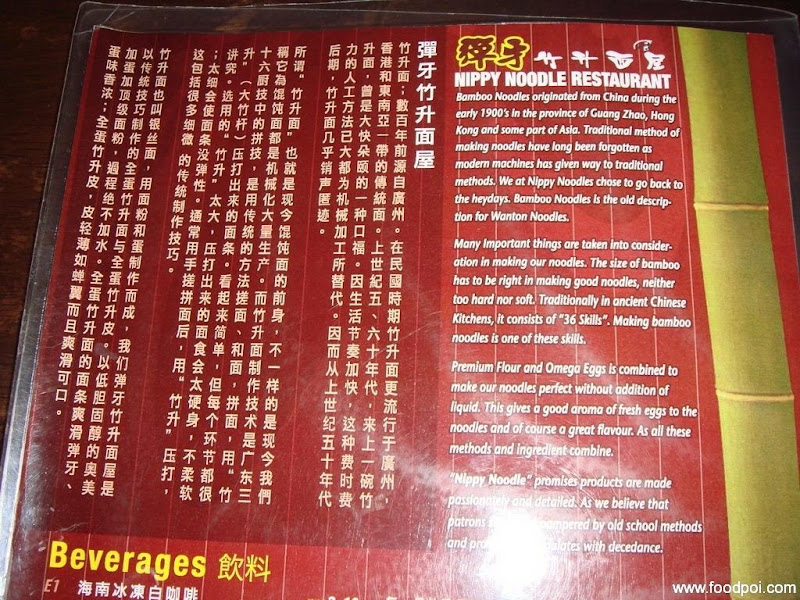 彈牙竹升面屋
NIPPY NOODLE RESTAURANT
Bamboo Noodles originated from China during the
early 1900's in the province of Guang Zhao, Hong
Kong and some part of Asia. Traditional method of
making noodles have long been forgotten as
modern machines has given way to traditional
methods. We at Nippy Noodles chose to go back to
the heydays. Bamboo Noodles is the old descrip-
tion for Wanton Noodles.
Many Important things are taken into consider-
ation in making our noodles. The size of bamboo
has to be right in making good noodles, neither
too hard nor soft. Traditionally in ancient Chinese
Kitchens, it consists of "36 Skills". Making bamboo
noodles is one of these skills.
Premium Flour and Omega Eggs is combined to
make our noodles perfect without addition of
liquid. This gives a good aroma of fresh eggs to the
noodles and of course a great flavour. As all these
methods and ingredient combine.
"Nippy Noodle" promises products are made
passionately and detailed. As we believe that
patrons pampered by old school methods
and with decedance.
彈牙竹升面屋
竹升面；數百年前源自廣州。在民國時期竹升面更流行于廣州，
香港和東南亞一帶的傳統面。上世紀五、六十年代，來上一碗竹
升面，曾是大快朵颐的一种口福。因生活节奏加快，这种费时费
力的人工方法已大都为机械加工所替代。因而从上世纪五十年代
后期，竹升面几乎销声匿迹。
所谓“竹升面”也就是现今馄饨面的前身，不一样的是现今我們
稱它為馄饨面都是机械化大量生产。而竹升面制作技术是广东三
十六厨技中的拼技，是用传统的方法搓面、和面，拼面，用“竹
升”（大竹杆）压打出来的面条。看起来简单，但每个环节都很
讲究。选用的“竹升”太大，压打出来的面食会太硬身，不柔软
；太细会使面条没弹性。通常用手搓拼面后，用“竹升”压打，
这包括很多细微 的传统制作技巧。
竹升面也叫银丝面，用面粉和蛋制作而成，我们弹牙竹升面屋是
以传统技巧制作的全蛋竹升面与全蛋竹升皮。以低胆固醇的奥美
加蛋加顶级面粉，過程绝不加水。全蛋竹升面的面条爽滑弹牙、
蛋味香浓；全蛋竹升皮，皮轻薄如蝉翼而且爽滑可口。
Beverages 飲料
E1 海南冰凍白咖啡
www.foodpoi.com